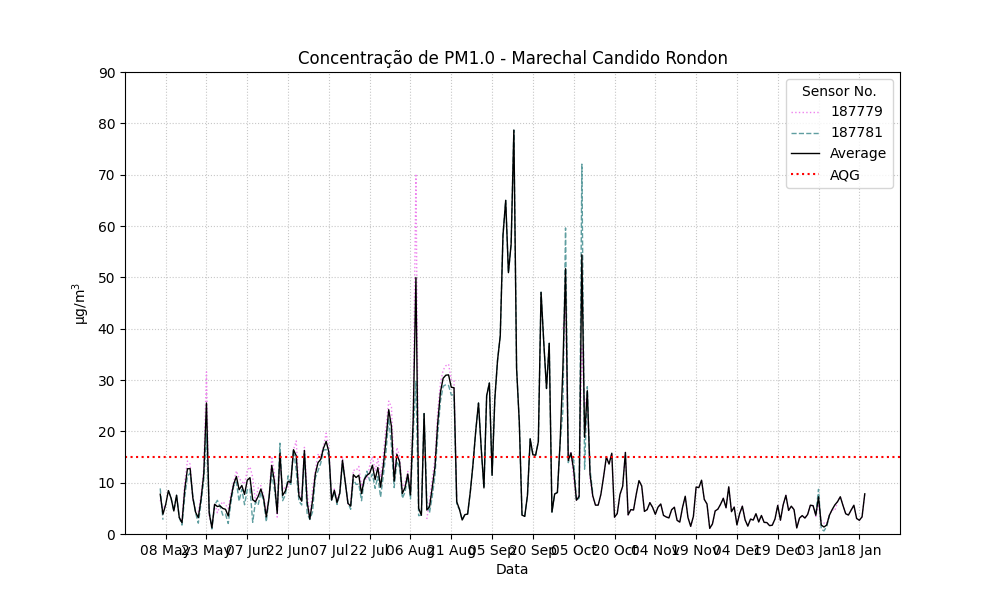 Concentração de PM1.0 - Marechal Candido Rondon
Sensor No.
187779
187781
Average
AQG
µg/m³
90
80
70
60
50
40
30
20
10
0
08 May 23 May 07 Jun 22 Jun 07 Jul 22 Jul 06 Aug 21 Aug 05 Sep 20 Sep 05 Oct 20 Oct 04 Nov 19 Nov 04 Dec 19 Dec 03 Jan 18 Jan
Data